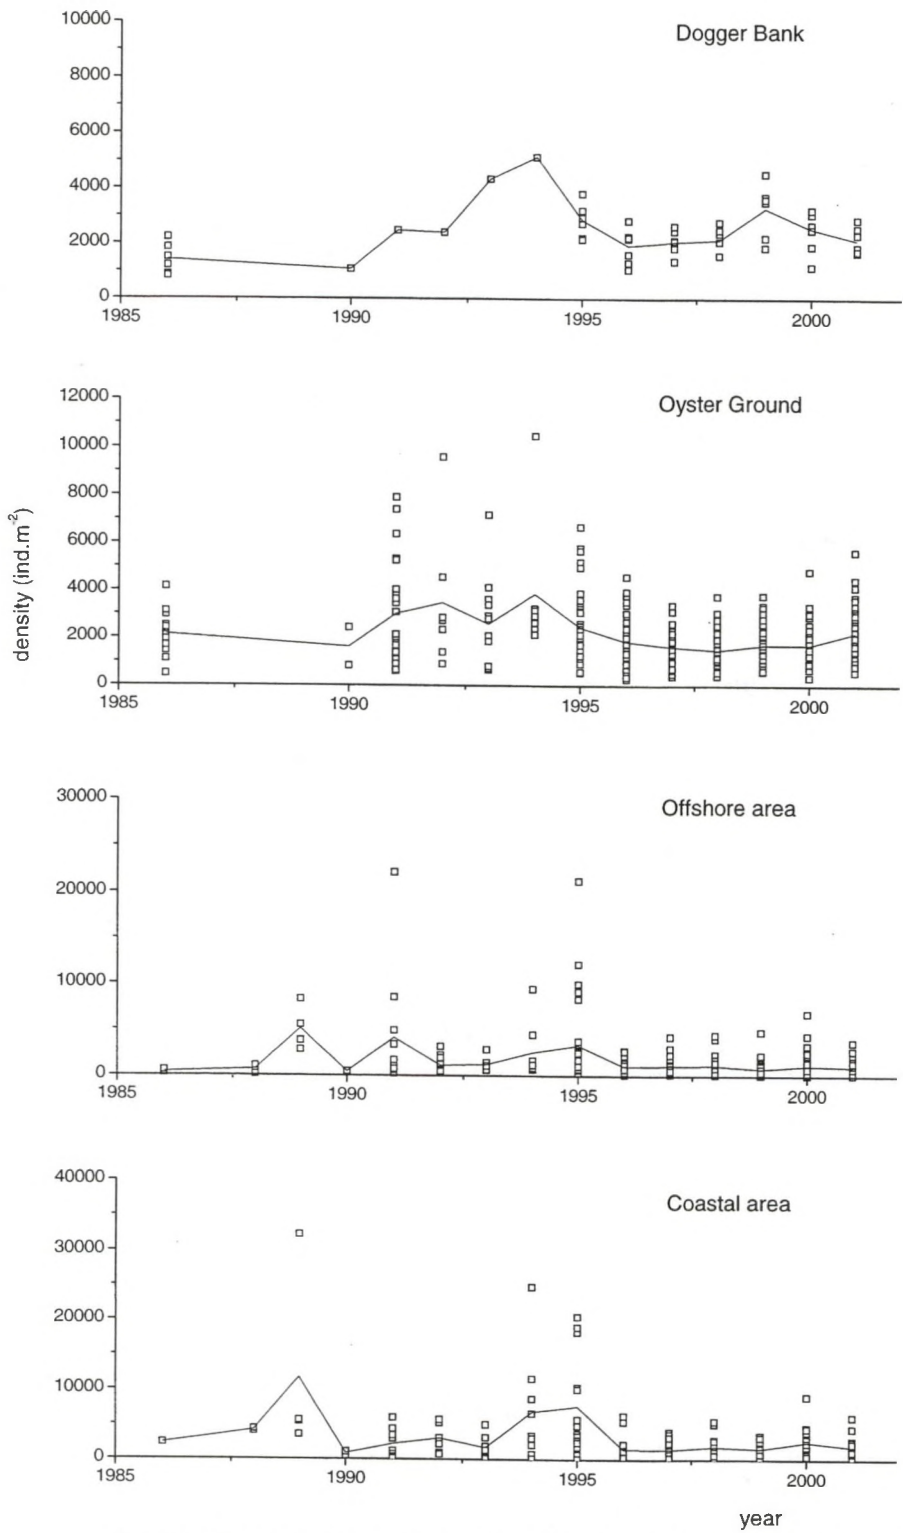 Dogger Bank
10000
8000
6000
4000
2000
0
1985 1990 1995 2000
Oyster Ground
12000
10000
8000
6000
4000
2000
0
1985 1990 1995 2000
density (ind.m⁻²)
Offshore area
30000
20000
10000
0
1985 1990 1995 2000
Coastal area
40000
30000
20000
10000
0
1985 1990 1995 2000
year